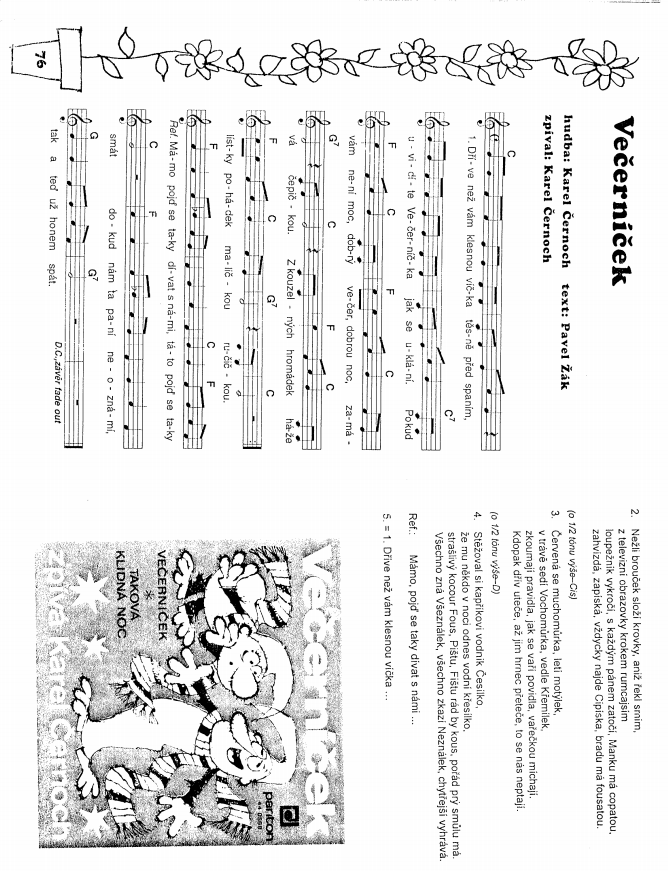 Večerníček
hudba: Karel Černoch text: Pavel Žák
zpíval: Karel Černoch
C
1. Dří-ve než vám klesnou víč-ka těs-ně před spaním,
C7
u-vi-dí-te Ve-čer-níč-ka jak se u-klá-ní. Pokud
F C F C
vám ne-ní moc, dob-rý ve-čer, dobrou noc, za-má-
G7 C F C
vá čepič-kou. Z kouzel-ných hromádek há-že
F C G7 C
líst-ky po-há-dek ma-lič-kou ru-čič-kou.
F C F
Ref. Má-mo pojď se ta-ky dí-vat s ná-mi, tá-to pojď se ta-ky
C F
smát do-kud nám ta pa-ní ne-o-zná-mí,
G G7
tak a teď už honem spát.
D.C., závěr fade out
76
2. Nežli brouček složí krovky, aniž řekl smím,
z televizní obrazovky krokem rumcajsím
loupežník vykročí, s každým pánem zatočí, Manku má copatou,
zahvízdá, zapíská, vždycky najde Cipíska, bradu má fousatou.
(o 1/2 tónu výše–Cis)
3. Červená se muchomůrka, letí motýlek,
v trávě sedí Vochomůrka, vedle Křemílek,
zkoumají pravidla, jak se vaří povidla, vařečkou míchají.
Kdopak dřív uteče, až jim hrnec přeteče, to se nás neptají.
(o 1/2 tónu výše–D)
4. Stěžoval si kapříkovi vodník Česílko,
že mu někdo v noci odnes vodní křesílko,
strašlivý kocour Fous, Píštu, Fištu rád by kous, pořád prý smůlu má.
Všechno zná Všeználek, všechno zkazí Neználek, chytřejší vyhrává.
Ref.: Mámo, pojď se taky dívat s námi ...
5. = 1. Dříve než vám klesnou víčka ...
Večerníček
VEČERNÍČEK
TAKOVÁ
KLIDNÁ NOC
panton
zpívá Karel Černoch